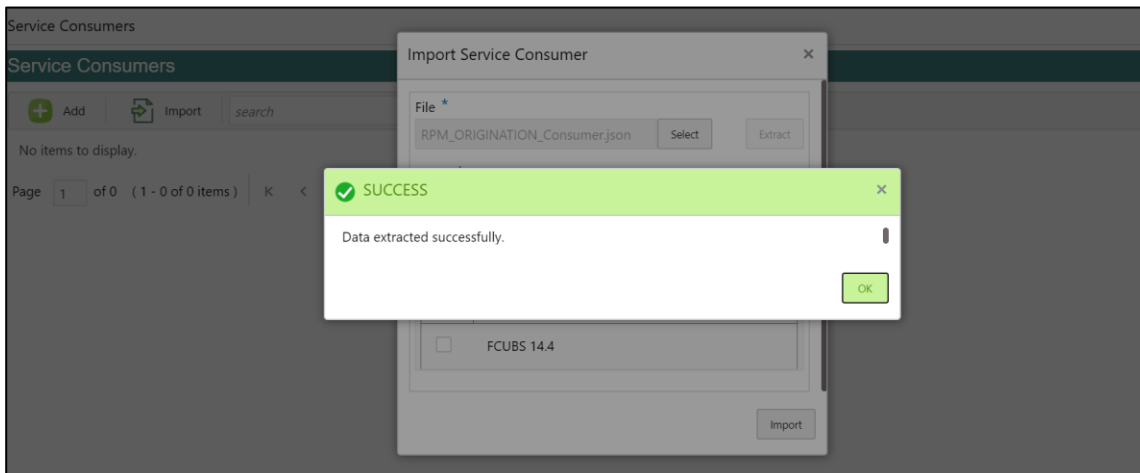 Service Consumers
Service Consumers
Add Import search
No items to display.
Page 1 of 0 ( 1 - 0 of 0 items ) K <
Import Service Consumer ×
File *
RPM_ORIGINATION_Consumer.json Select Extract
SUCCESS ×
Data extracted successfully.
OK
FCUBS 14.4
Import